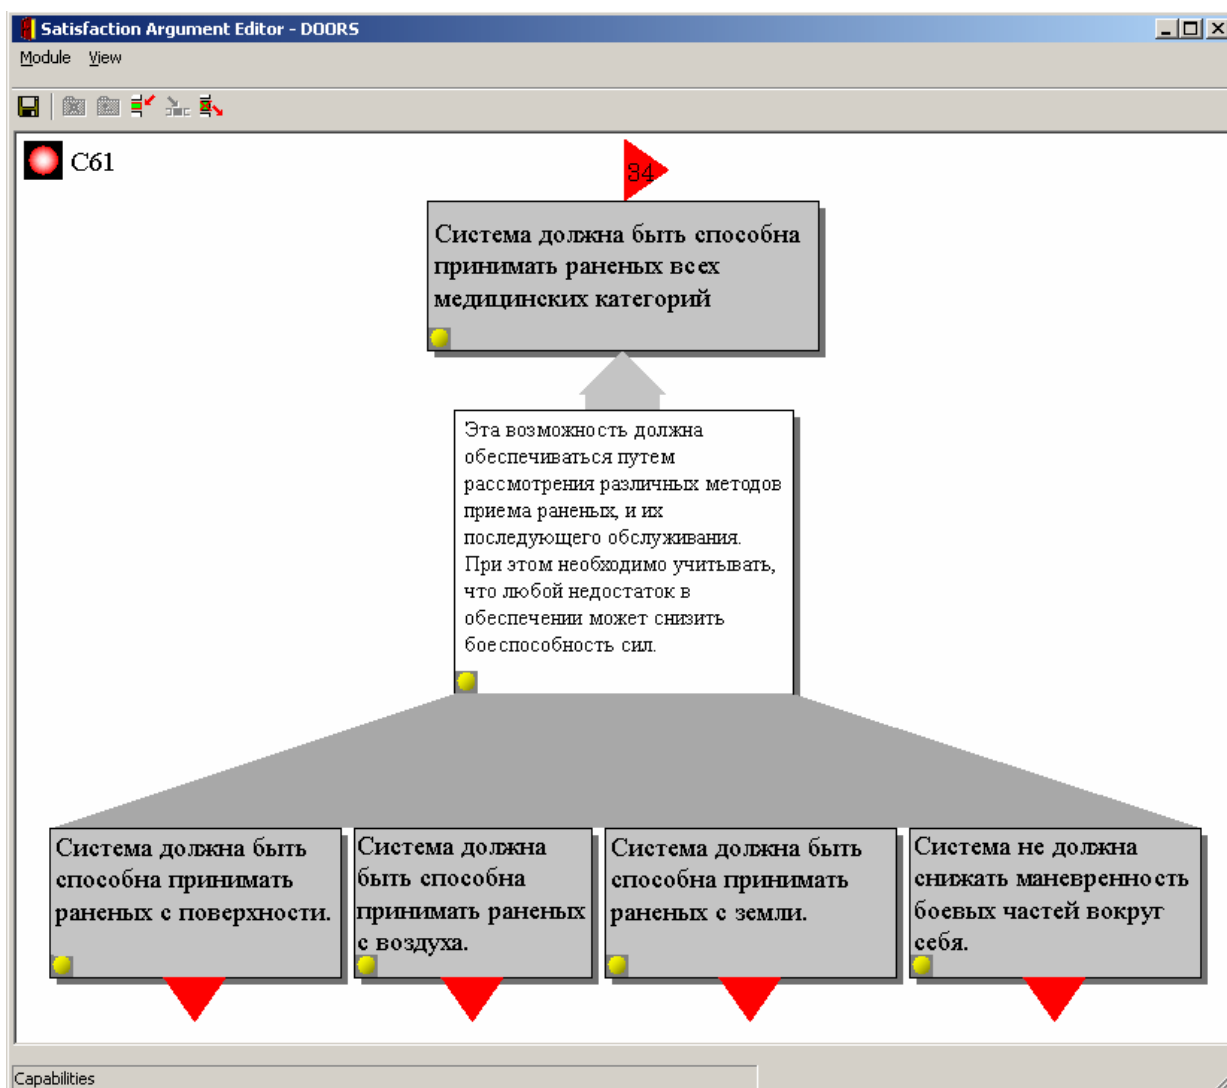 Satisfaction Argument Editor - DOORS
Module View
C61
34
Система должна быть способна
принимать раненых всех
медицинских категорий
Эта возможность должна
обеспечиваться путем
рассмотрения различных методов
приема раненых, и их
последующего обслуживания.
При этом необходимо учитывать,
что любой недостаток в
обеспечении может снизить
боеспособность сил.
Система должна быть
способна принимать
раненых с поверхности.
Система должна
быть способна
принимать раненых
с воздуха.
Система должна быть
способна принимать
раненых с земли.
Система не должна
снижать маневренность
боевых частей вокруг
себя.
Capabilities